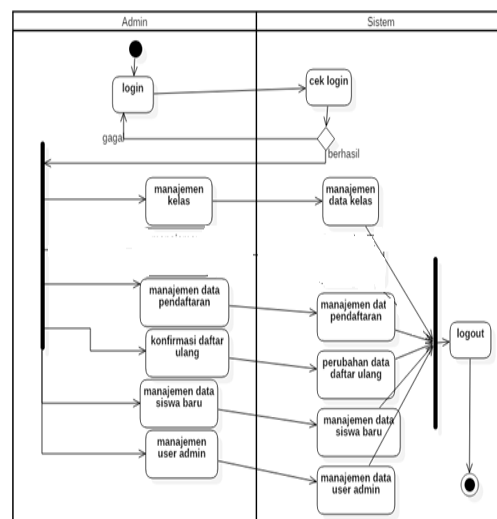 Admin
Sistem
login
cek login
gagal
berhasil
manajemen
kelas
manajemen
data kelas
manajemen data
pendaftaran
manajemen dat
pendaftaran
konfirmasi daftar
ulang
perubahan data
daftar ulang
logout
manajemen data
siswa baru
manajemen data
siswa baru
manajemen
user admin
manajemen data
user admin